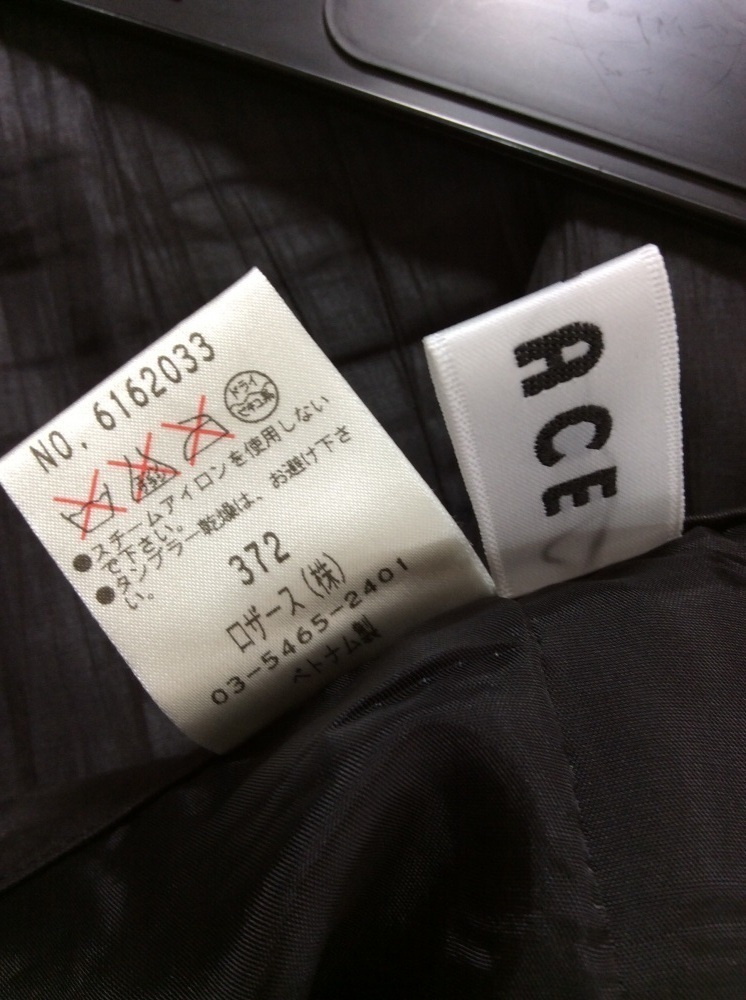 NO. 6162033
ドライ
セキユ系
●スチームアイロンを使用しない
で下さい。
●タンブラー乾燥は、お避け下さ
い。
372
ロザース(株)
03-5465-2401
ベトナム製
ACE